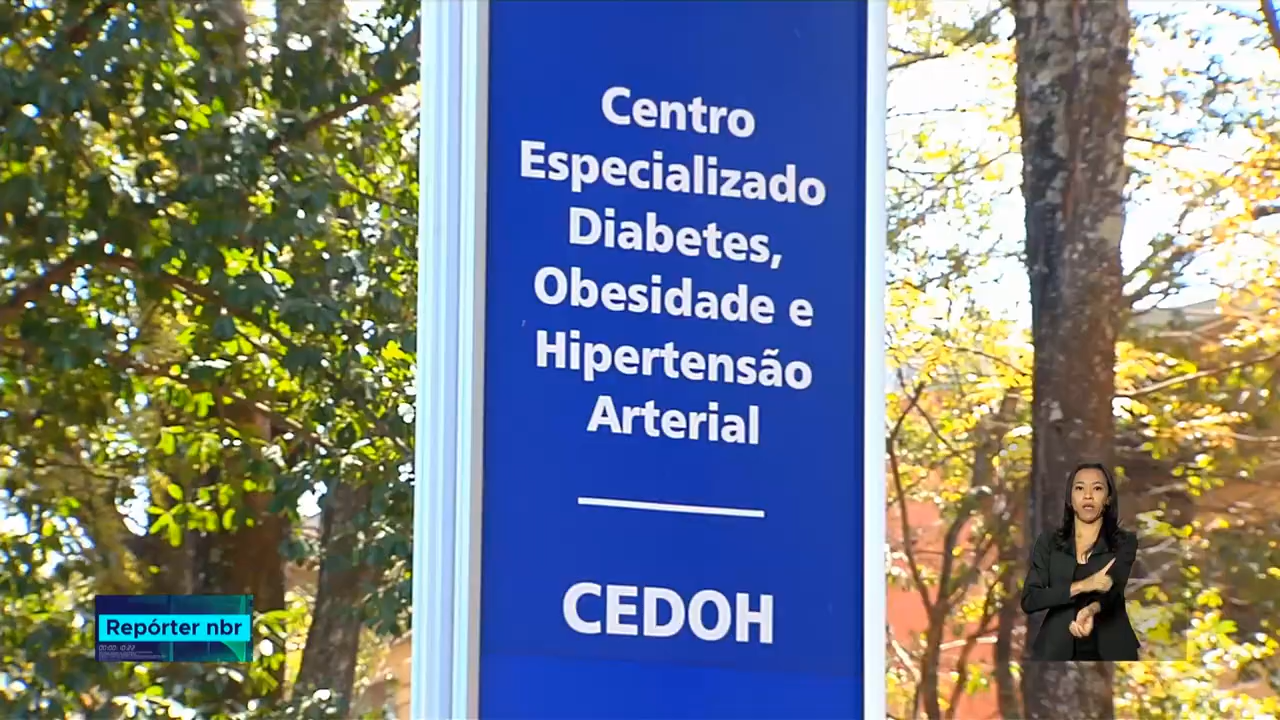 Centro
Especializado
Diabetes,
Obesidade e
Hipertensão
Arterial
CEDOH
Repórter nbr